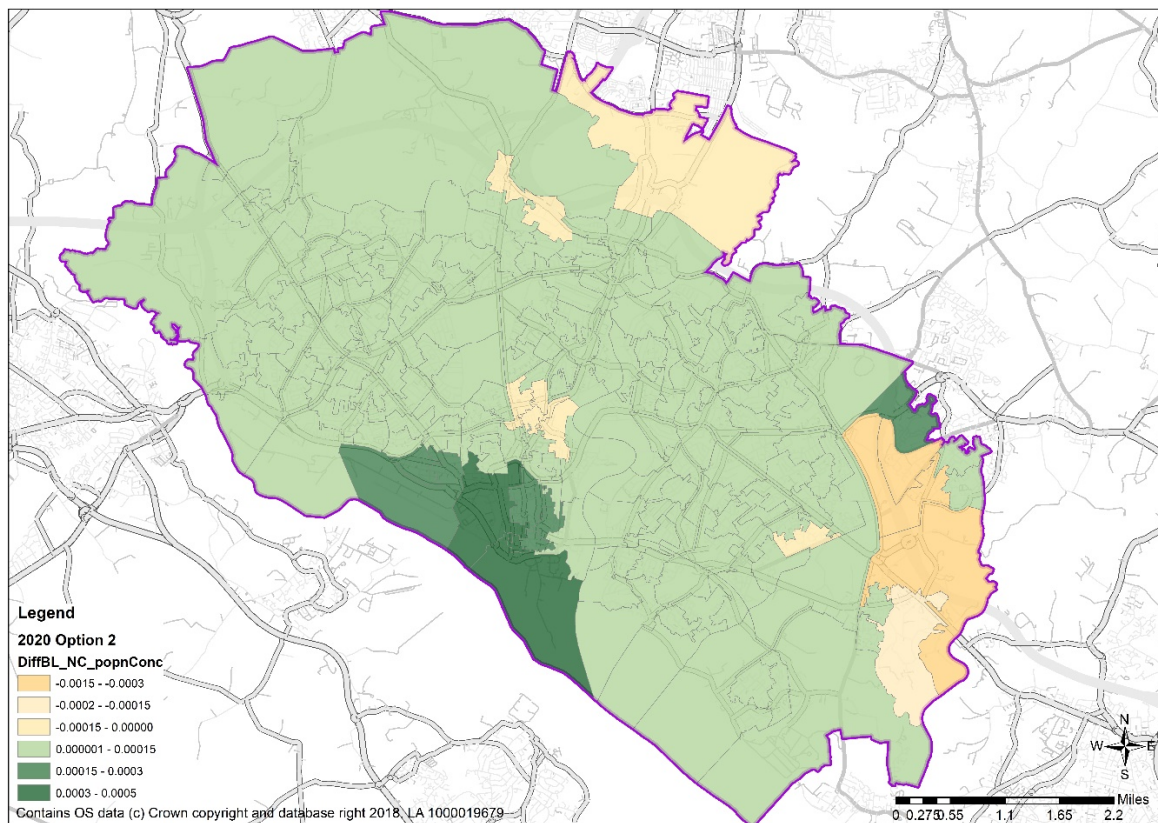 Legend
2020 Option 2
DiffBL_NC_popnConc
-0.0015 - -0.0003
-0.0002 - -0.00015
-0.00015 - 0.00000
0.000001 - 0.00015
0.00015 - 0.0003
0.0003 - 0.0005
Contains OS data (c) Crown copyright and database right 2018, LA 1000019679
N
W E
S
Miles
0 0.275 0.55 1.1 1.65 2.2